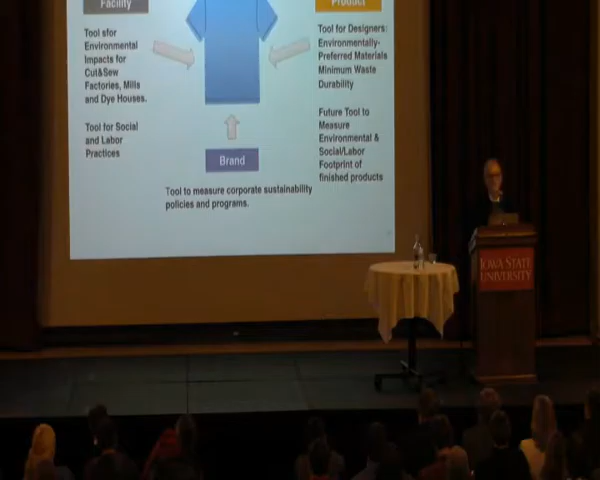 Facility
Product
Tool sfor
Environmental
Impacts for
Cut&Sew
Factories, Mills
and Dye Houses.
Tool for Social
and Labor
Practices
Tool for Designers:
Environmentally-
Preferred Materials
Minimum Waste
Durability
Future Tool to
Measure
Environmental &
Social/Labor
Footprint of
finished products
Brand
Tool to measure corporate sustainability
policies and programs.
IOWA STATE
UNIVERSITY